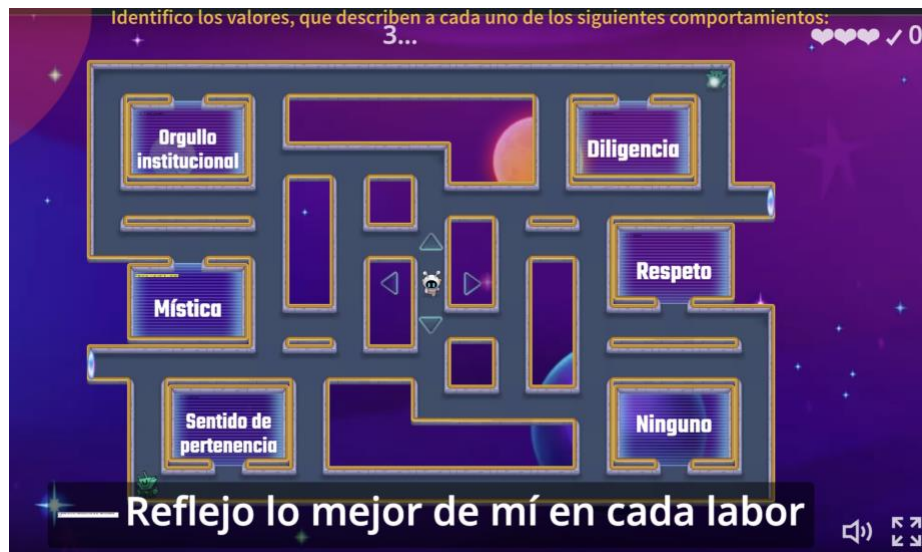 Identifico los valores, que describen a cada uno de los siguientes comportamientos:
3...
0
Orgullo
institucional
Diligencia
Respeto
Mística
Sentido de
pertenencia
Ninguno
Reflejo lo mejor de mí en cada labor